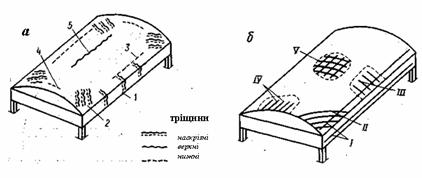 а
5
4
3
1
2
б
V
IV
III
II
I
тріщини
наскрізні
верхні
нижні